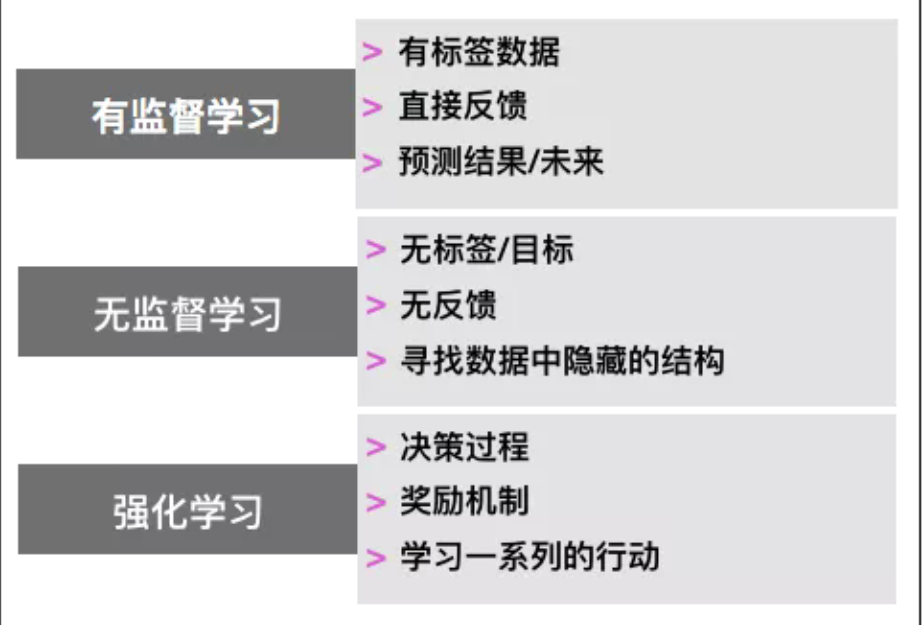 有监督学习
> 有标签数据
> 直接反馈
> 预测结果/未来
无监督学习
> 无标签/目标
> 无反馈
> 寻找数据中隐藏的结构
强化学习
> 决策过程
> 奖励机制
> 学习一系列的行动